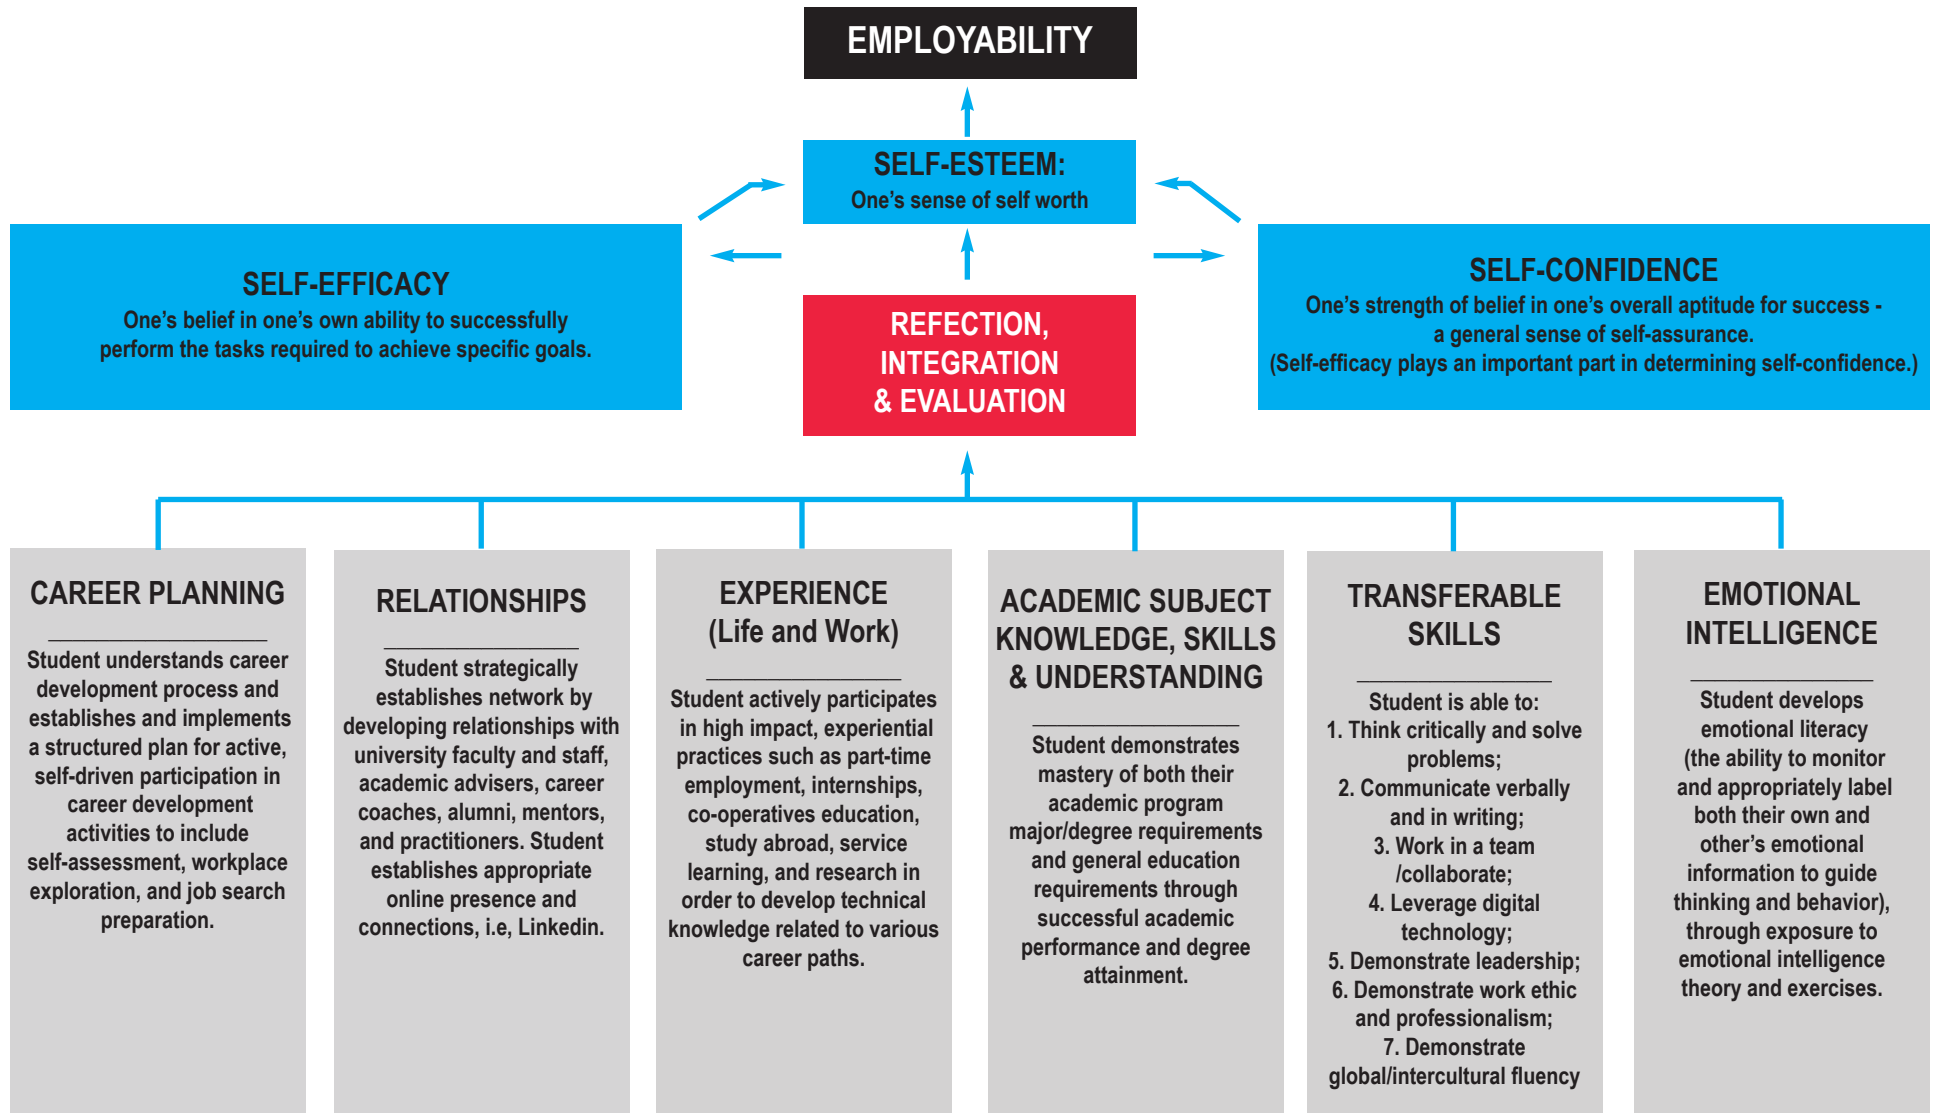 EMPLOYABILITY
SELF-ESTEEM:
One’s sense of self worth
SELF-EFFICACY
One’s belief in one’s own ability to successfully
perform the tasks required to achieve specific goals.
REFECTION,
INTEGRATION
& EVALUATION
SELF-CONFIDENCE
One’s strength of belief in one’s overall aptitude for success -
a general sense of self-assurance.
(Self-efficacy plays an important part in determining self-confidence.)
CAREER PLANNING
Student understands career
development process and
establishes and implements
a structured plan for active,
self-driven participation in
career development
activities to include
self-assessment, workplace
exploration, and job search
preparation.
RELATIONSHIPS
Student strategically
establishes network by
developing relationships with
university faculty and staff,
academic advisers, career
coaches, alumni, mentors,
and practitioners. Student
establishes appropriate
online presence and
connections, i.e, Linkedin.
EXPERIENCE
(Life and Work)
Student actively participates
in high impact, experiential
practices such as part-time
employment, internships,
co-operatives education,
study abroad, service
learning, and research in
order to develop technical
knowledge related to various
career paths.
ACADEMIC SUBJECT
KNOWLEDGE, SKILLS
& UNDERSTANDING
Student demonstrates
mastery of both their
academic program
major/degree requirements
and general education
requirements through
successful academic
performance and degree
attainment.
TRANSFERABLE
SKILLS
Student is able to:
1. Think critically and solve
problems;
2. Communicate verbally
and in writing;
3. Work in a team
/collaborate;
4. Leverage digital
technology;
5. Demonstrate leadership;
6. Demonstrate work ethic
and professionalism;
7. Demonstrate
global/intercultural fluency
EMOTIONAL
INTELLIGENCE
Student develops
emotional literacy
(the ability to monitor
and appropriately label
both their own and
other’s emotional
information to guide
thinking and behavior),
through exposure to
emotional intelligence
theory and exercises.